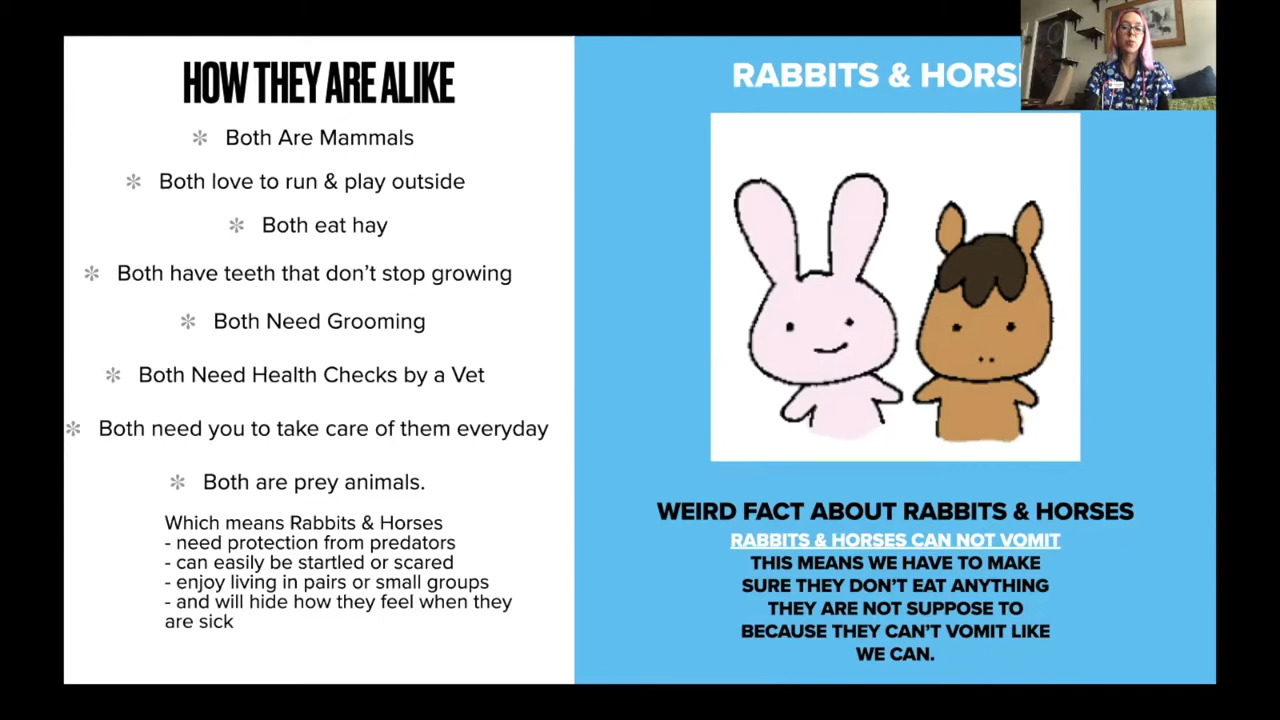 HOW THEY ARE ALIKE
✼ Both Are Mammals
✼ Both love to run & play outside
✼ Both eat hay
✼ Both have teeth that don’t stop growing
✼ Both Need Grooming
✼ Both Need Health Checks by a Vet
✼ Both need you to take care of them everyday
✼ Both are prey animals.
Which means Rabbits & Horses
- need protection from predators
- can easily be startled or scared
- enjoy living in pairs or small groups
- and will hide how they feel when they
are sick
RABBITS & HORS
WEIRD FACT ABOUT RABBITS & HORSES
RABBITS & HORSES CAN NOT VOMIT
THIS MEANS WE HAVE TO MAKE
SURE THEY DON’T EAT ANYTHING
THEY ARE NOT SUPPOSE TO
BECAUSE THEY CAN’T VOMIT LIKE
WE CAN.